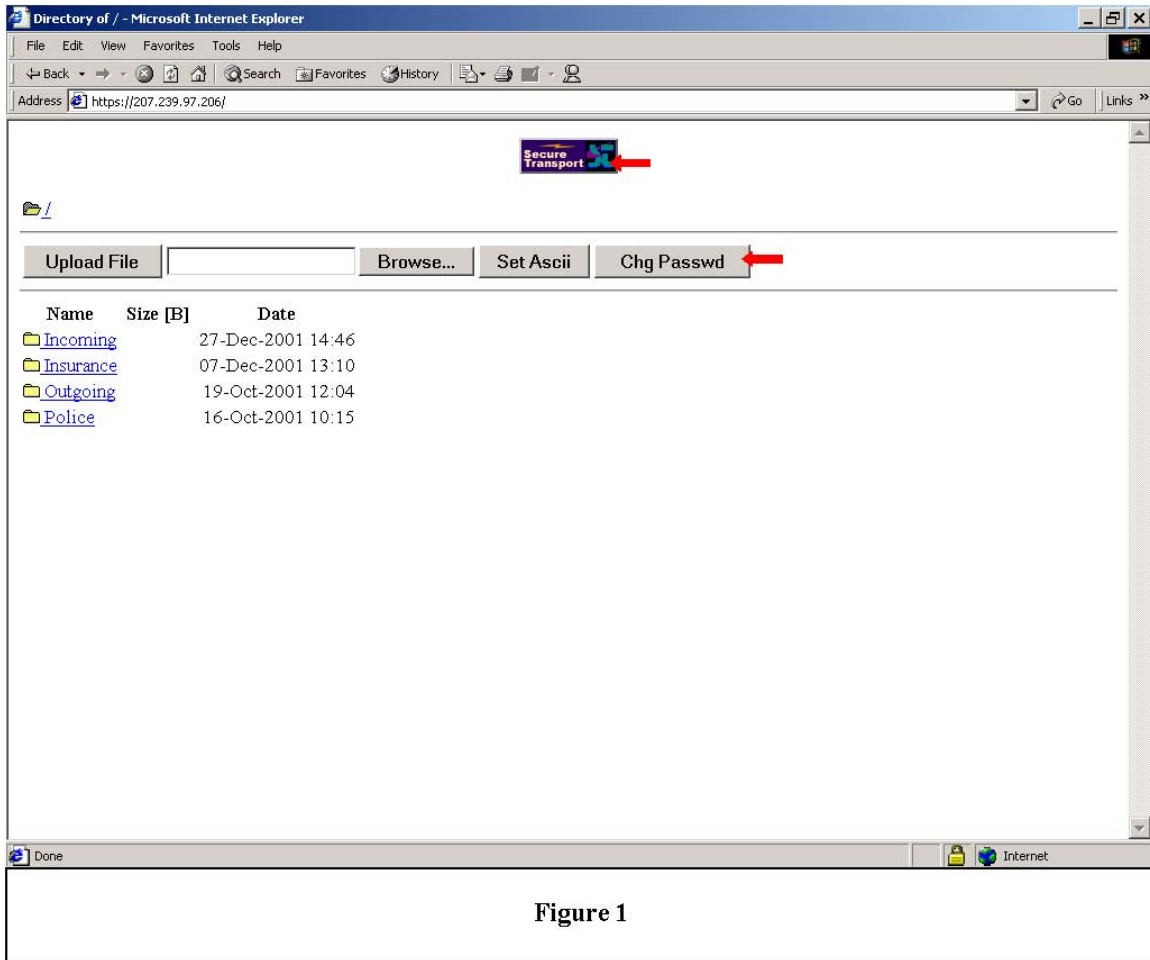 Directory of / - Microsoft Internet Explorer
File Edit View Favorites Tools Help
Back Search Favorites History
Address https://207.239.97.206/ Go Links »
Secure
Transport
/
Upload File Browse... Set Ascii Chg Passwd
Name Size [B] Date
Incoming 27-Dec-2001 14:46
Insurance 07-Dec-2001 13:10
Outgoing 19-Oct-2001 12:04
Police 16-Oct-2001 10:15
Done Internet
Figure 1